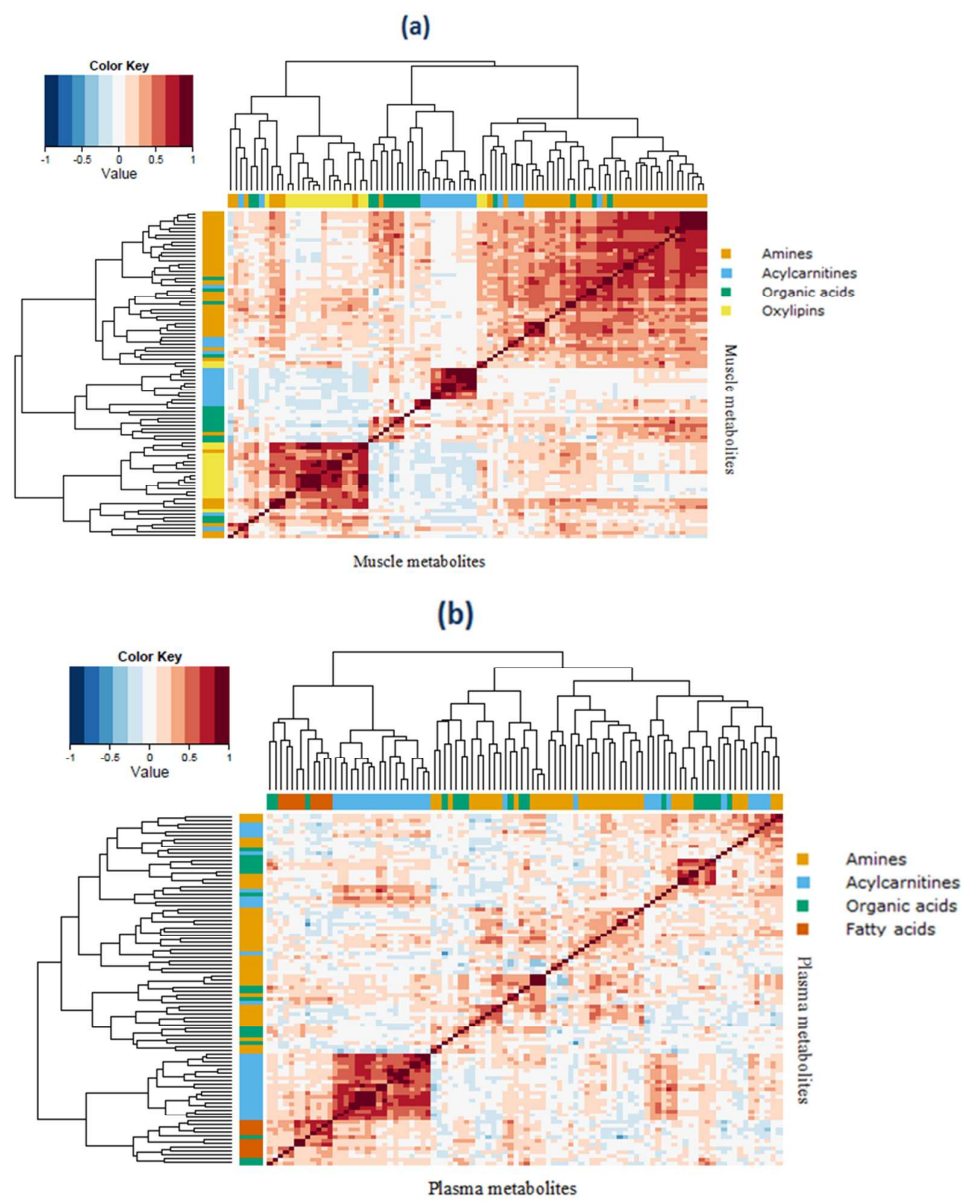 (a)
Color Key
-1 -0.5 0 0.5 1
Value
Amines
Acylcarnitines
Organic acids
Oxylipins
Muscle metabolites
Muscle metabolites
(b)
Color Key
-1 -0.5 0 0.5 1
Value
Amines
Acylcarnitines
Organic acids
Fatty acids
Plasma metabolites
Plasma metabolites